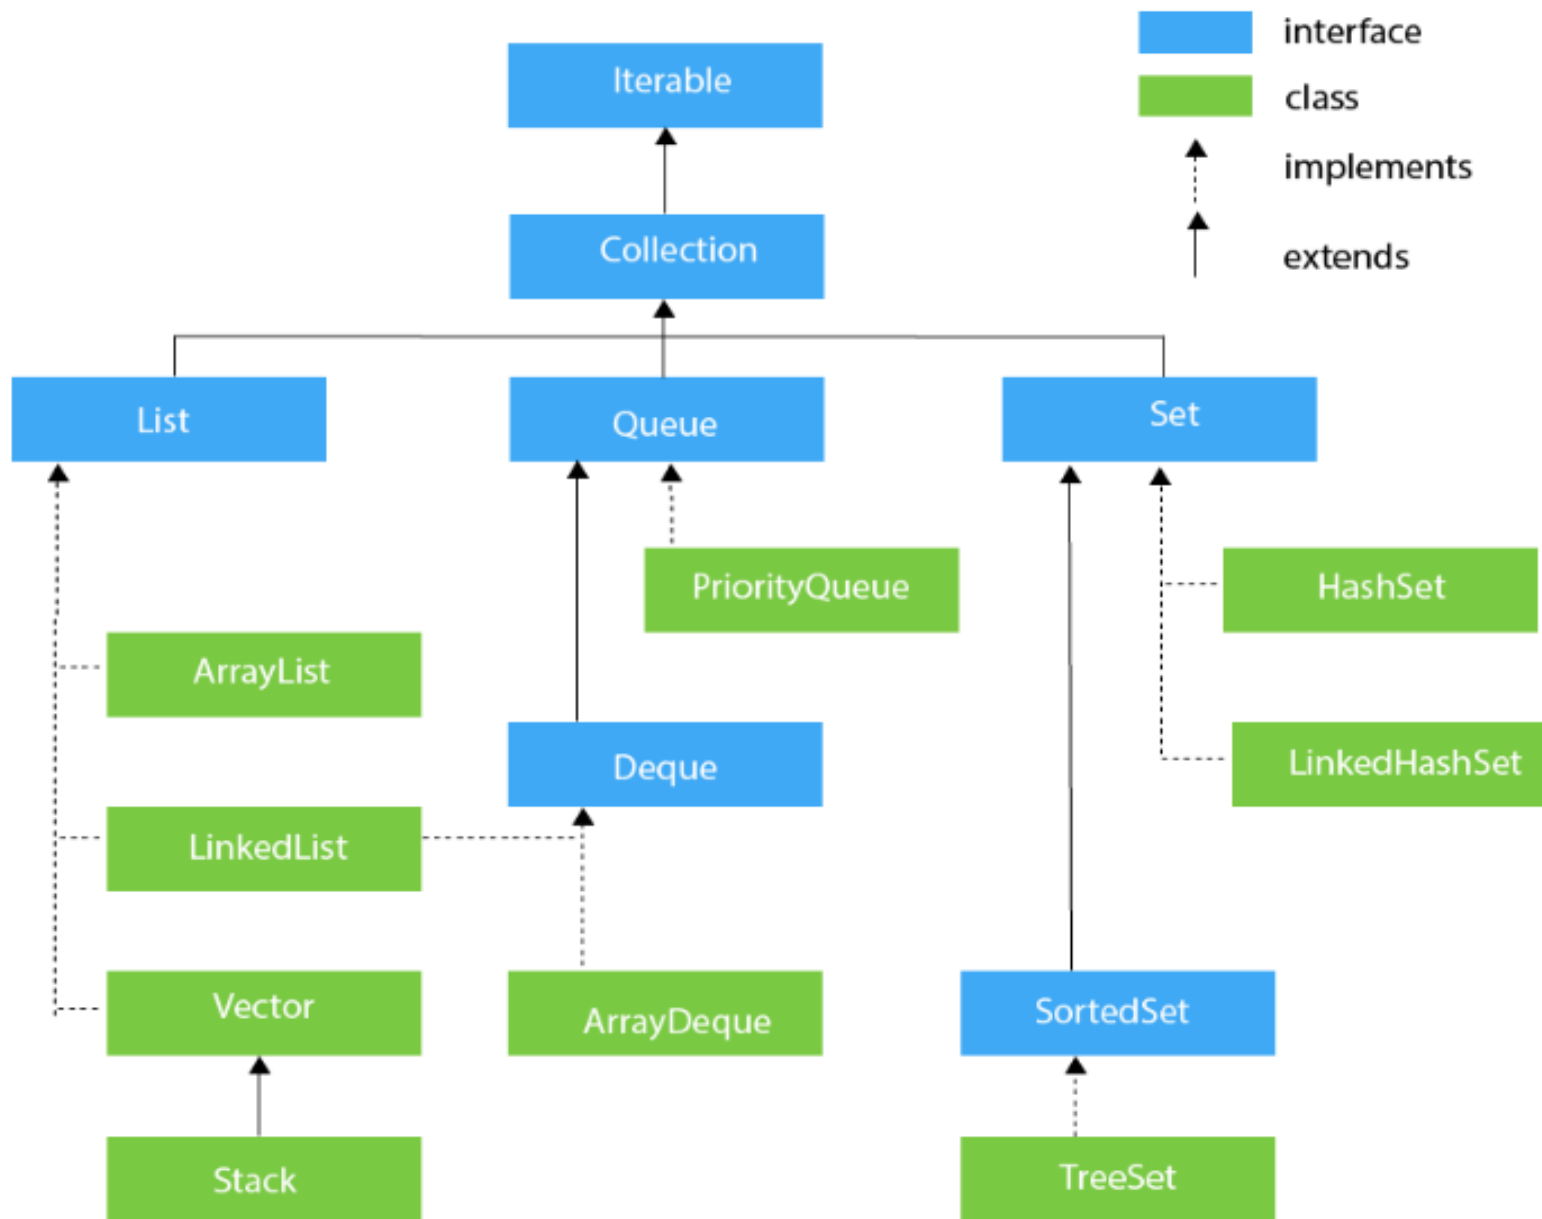 interface
Iterable
class
implements
Collection
extends
List
Queue
Set
PriorityQueue
HashSet
ArrayList
Deque
LinkedHashSet
LinkedList
Vector
ArrayDeque
SortedSet
Stack
TreeSet